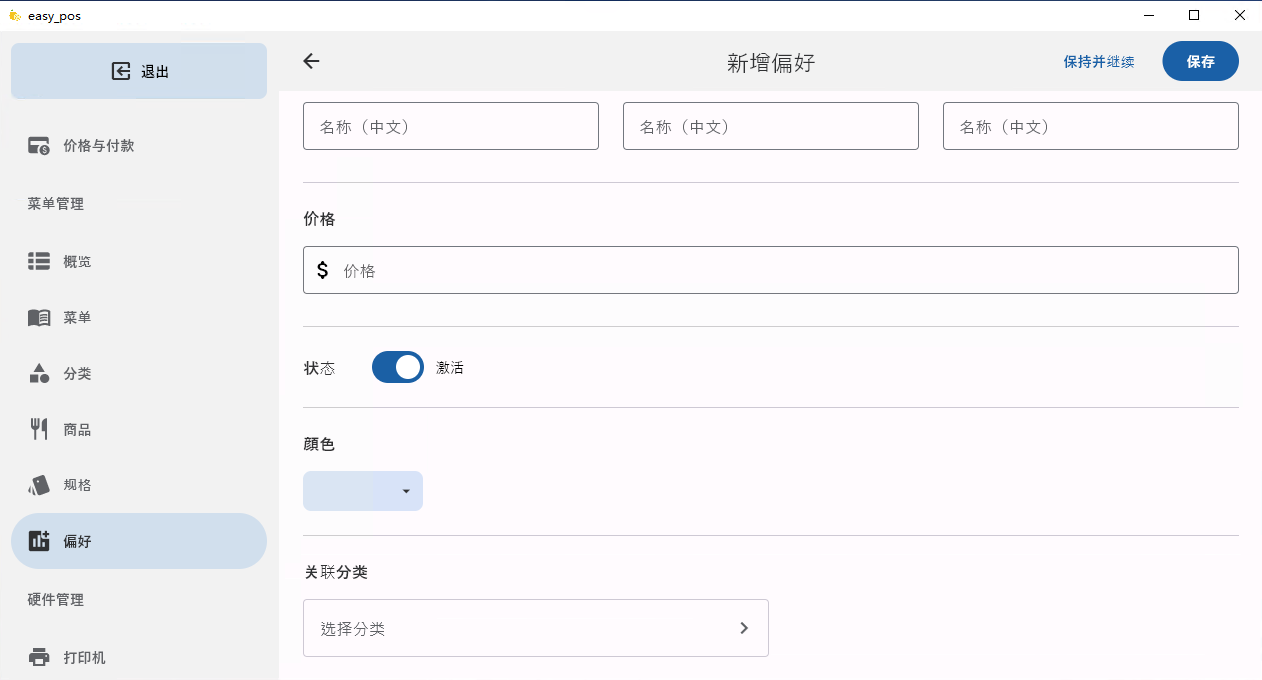 easy_pos
退出
价格与付款
菜单管理
概览
菜单
分类
商品
规格
偏好
硬件管理
打印机
新增偏好
保持并继续
保存
名称（中文） 名称（中文） 名称（中文）
价格
$ 价格
状态 激活
颜色
关联分类
选择分类